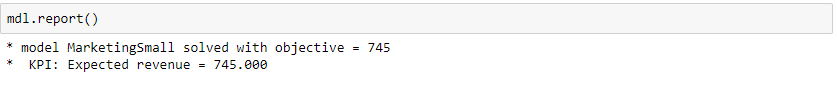 mdl.report()
* model MarketingSmall solved with objective = 745
*  KPI: Expected revenue = 745.000